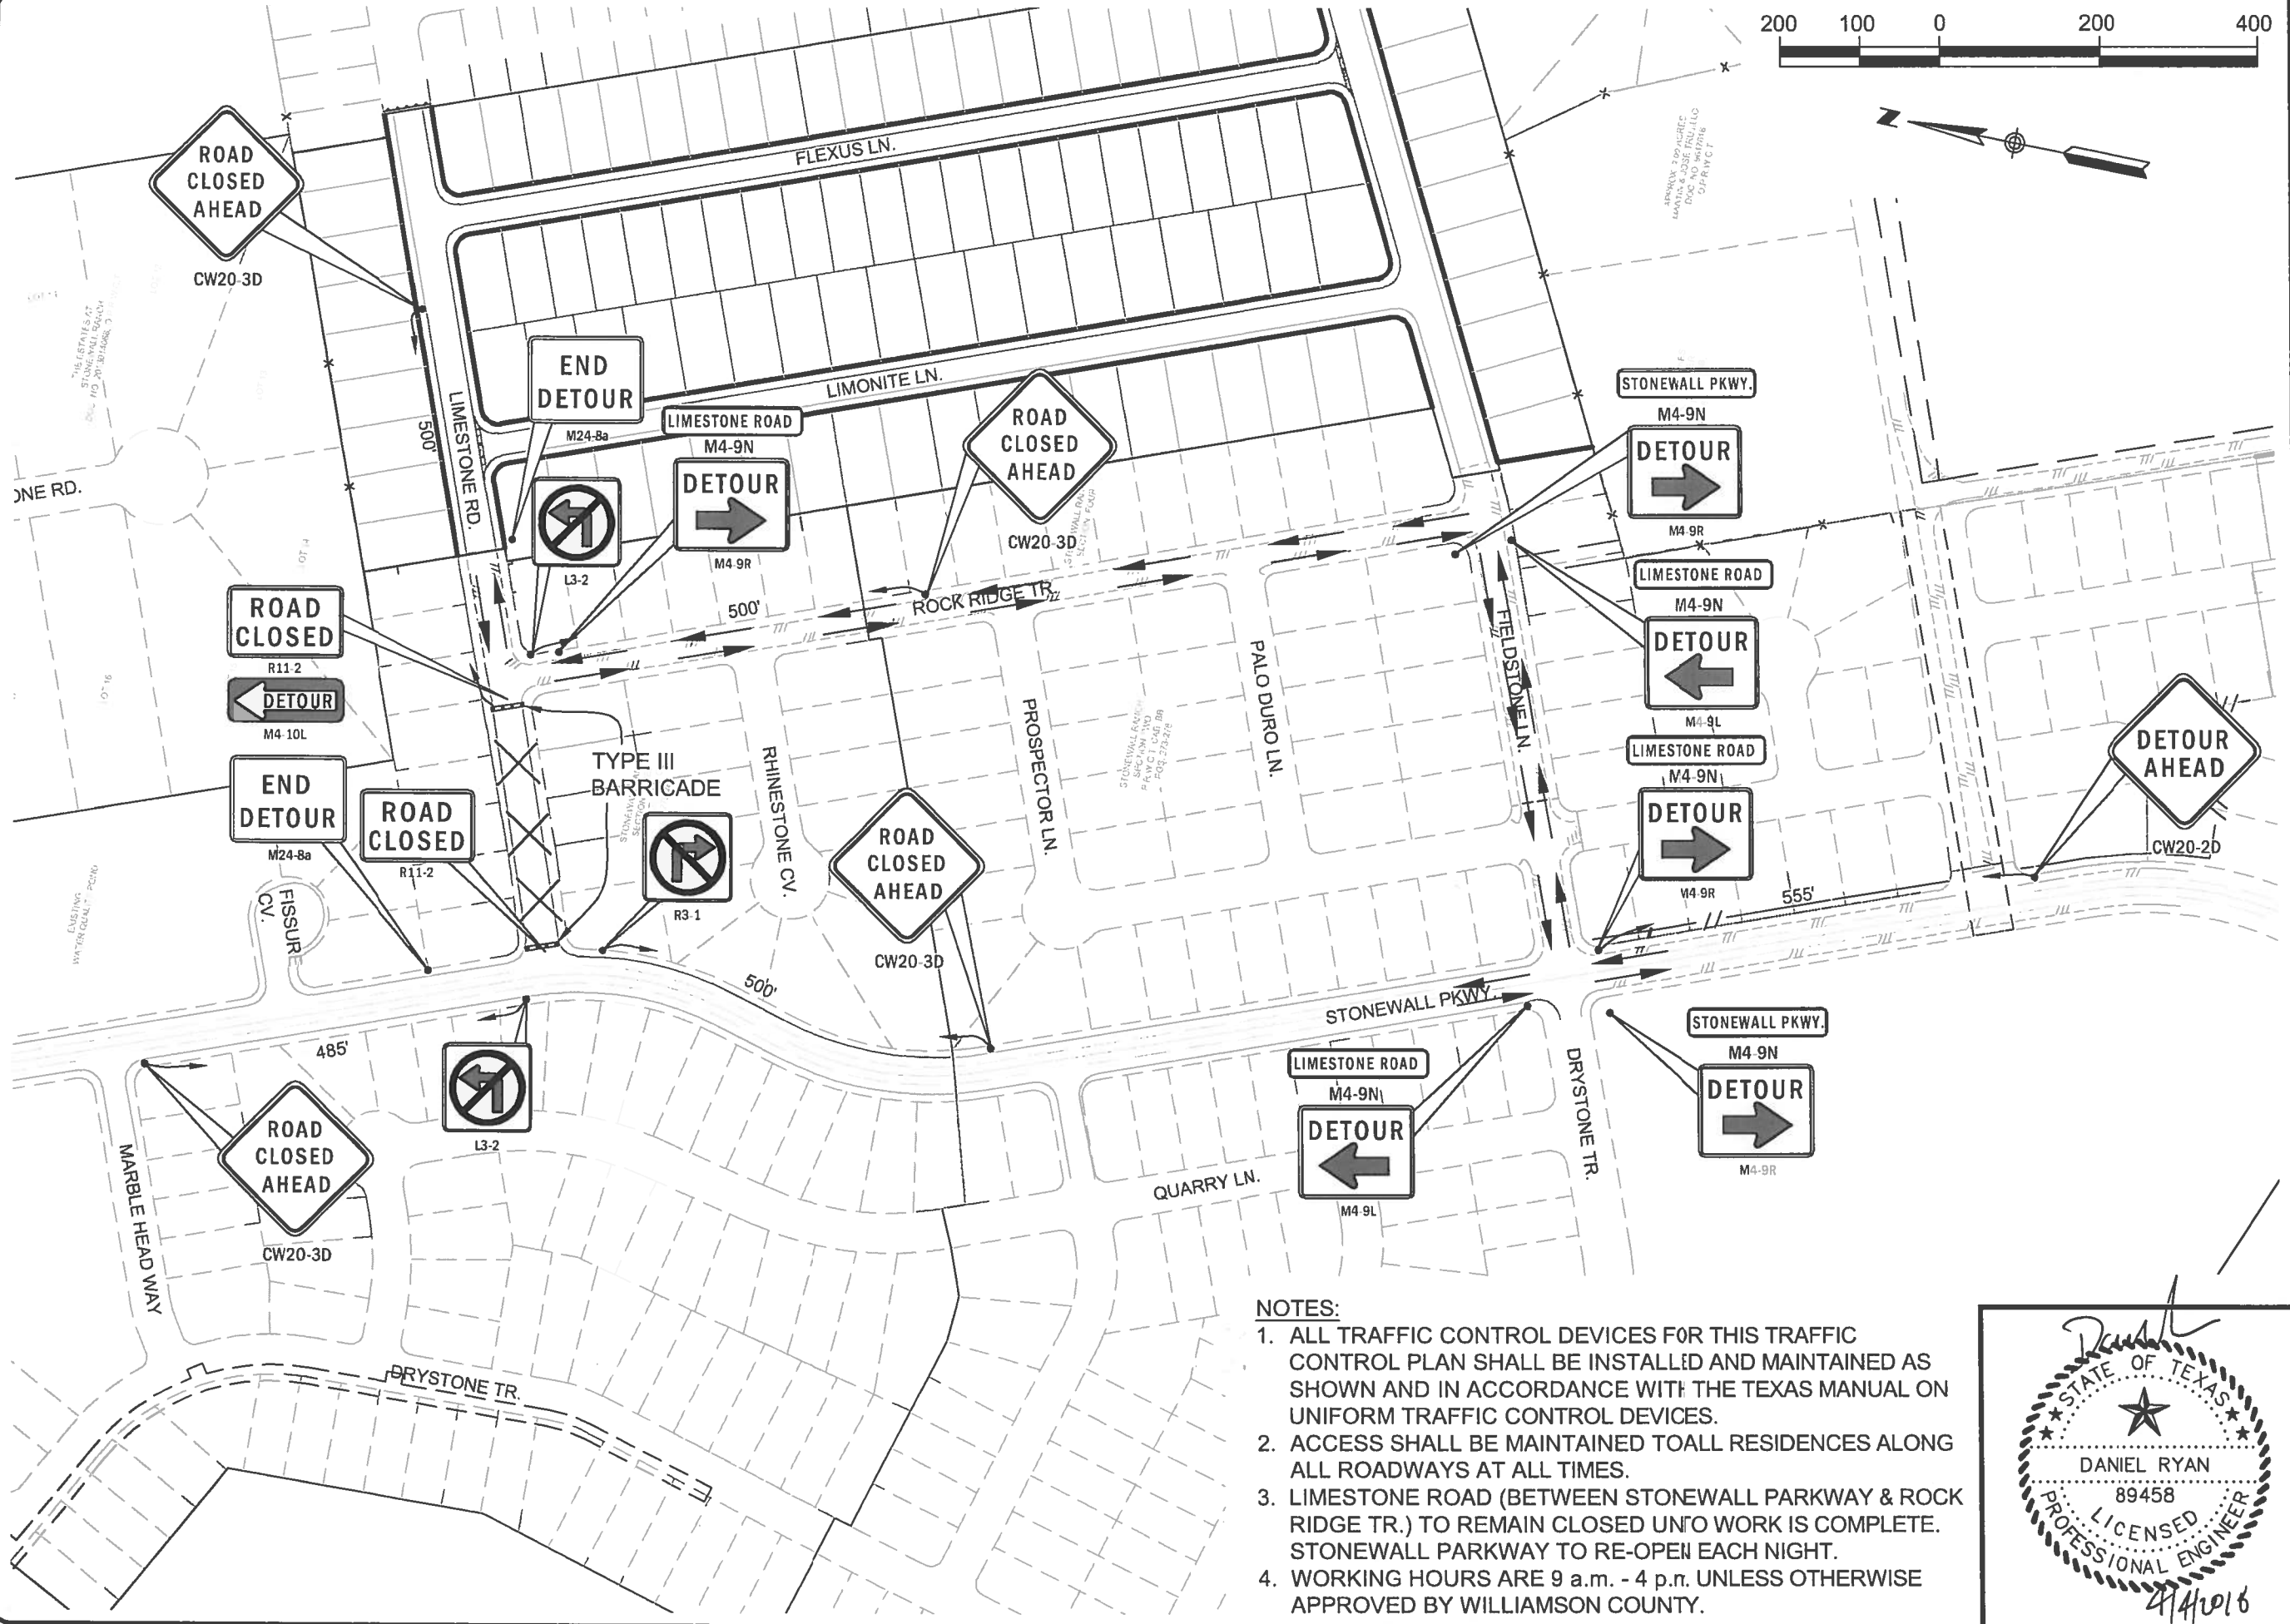 200 100 0 200 400
N
ROAD
CLOSED
AHEAD
CW20-3D
FLEXUS LN.
LIMONITE LN.
LIMESTONE RD.
500'
END
DETOUR
M24-8a
LIMESTONE ROAD
M4-9N
DETOUR
M4-9R
L3-2
ROAD
CLOSED
AHEAD
CW20-3D
STONEWALL PKWY.
M4-9N
DETOUR
M4-9R
LIMESTONE ROAD
M4-9N
DETOUR
M4-9L
LIMESTONE ROAD
M4-9N
DETOUR
M4-9R
DETOUR
AHEAD
CW20-2D
555'
ONE RD.
ROAD
CLOSED
R11-2
DETOUR
M4-10L
500'
ROCK RIDGE TR.
FIELDSTONE LN.
PALO DURO LN.
PROSPECTOR LN.
RHINESTONE CV.
TYPE III
BARRICADE
END
DETOUR
M24-8a
ROAD
CLOSED
R11-2
R3-1
ROAD
CLOSED
AHEAD
CW20-3D
FISSURE
CV.
EXISTING
WATER QUALITY POND
500'
STONEWALL PKWY.
485'
L3-2
ROAD
CLOSED
AHEAD
CW20-3D
MARBLE HEAD WAY
LIMESTONE ROAD
M4-9N
DETOUR
M4-9L
DRYSTONE TR.
STONEWALL PKWY.
M4-9N
DETOUR
M4-9R
QUARRY LN.
DRYSTONE TR.
NOTES:
1. ALL TRAFFIC CONTROL DEVICES FOR THIS TRAFFIC
CONTROL PLAN SHALL BE INSTALLED AND MAINTAINED AS
SHOWN AND IN ACCORDANCE WITH THE TEXAS MANUAL ON
UNIFORM TRAFFIC CONTROL DEVICES.
2. ACCESS SHALL BE MAINTAINED TOALL RESIDENCES ALONG
ALL ROADWAYS AT ALL TIMES.
3. LIMESTONE ROAD (BETWEEN STONEWALL PARKWAY & ROCK
RIDGE TR.) TO REMAIN CLOSED UNTO WORK IS COMPLETE.
STONEWALL PARKWAY TO RE-OPEN EACH NIGHT.
4. WORKING HOURS ARE 9 a.m. - 4 p.m. UNLESS OTHERWISE
APPROVED BY WILLIAMSON COUNTY.
STATE OF TEXAS
DANIEL RYAN
89458
LICENSED
PROFESSIONAL ENGINEER
4/4/2018